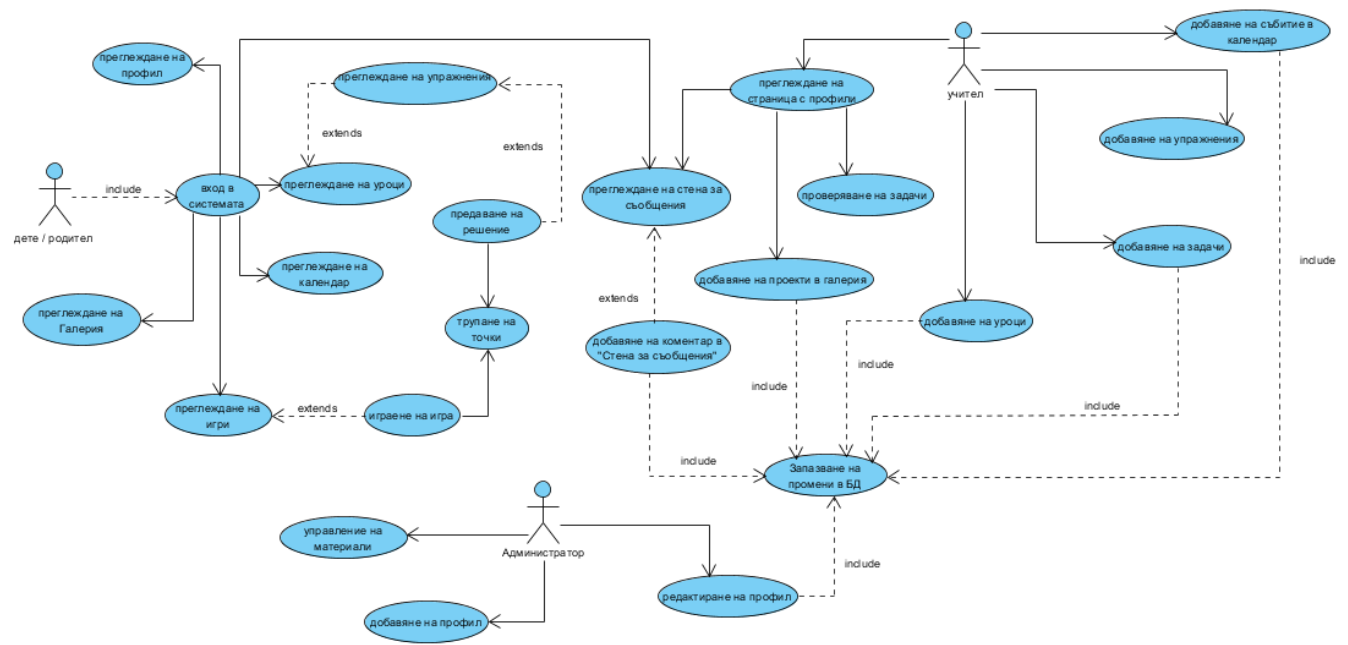 добавяне на събитие в
календар
преглеждане на
профил
преглеждане на упражнения
преглеждане на
страница с профили
учител
extends
extends
добавяне на упражнения
include
вход в
системата
преглеждане на уроци
преглеждане на стена за
съобщения
проверяване на задачи
дете / родител
предаване на
решение
добавяне на задачи
include
преглеждане на
календар
добавяне на проекти в галерия
extends
преглеждане на
Галерия
трупане на
точки
добавяне на уроци
добавяне на коментар в
"Стена за съобщения"
include
include
include
преглеждане на
игри
extends
играене на игра
include
Запазване на
промени в БД
управление на
материали
Администратор
include
редактиране на профил
добавяне на профил